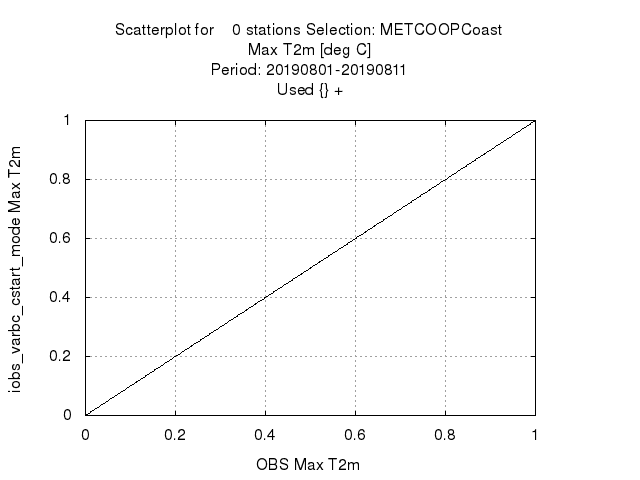 Scatterplot for    0 stations Selection: METCOOPCoast
Max T2m [deg C]
Period: 20190801-20190811
Used {} +
1
0.8
0.6
0.4
0.2
0
iobs_varbc_cstart_mode Max T2m
0 0.2 0.4 0.6 0.8 1
OBS Max T2m